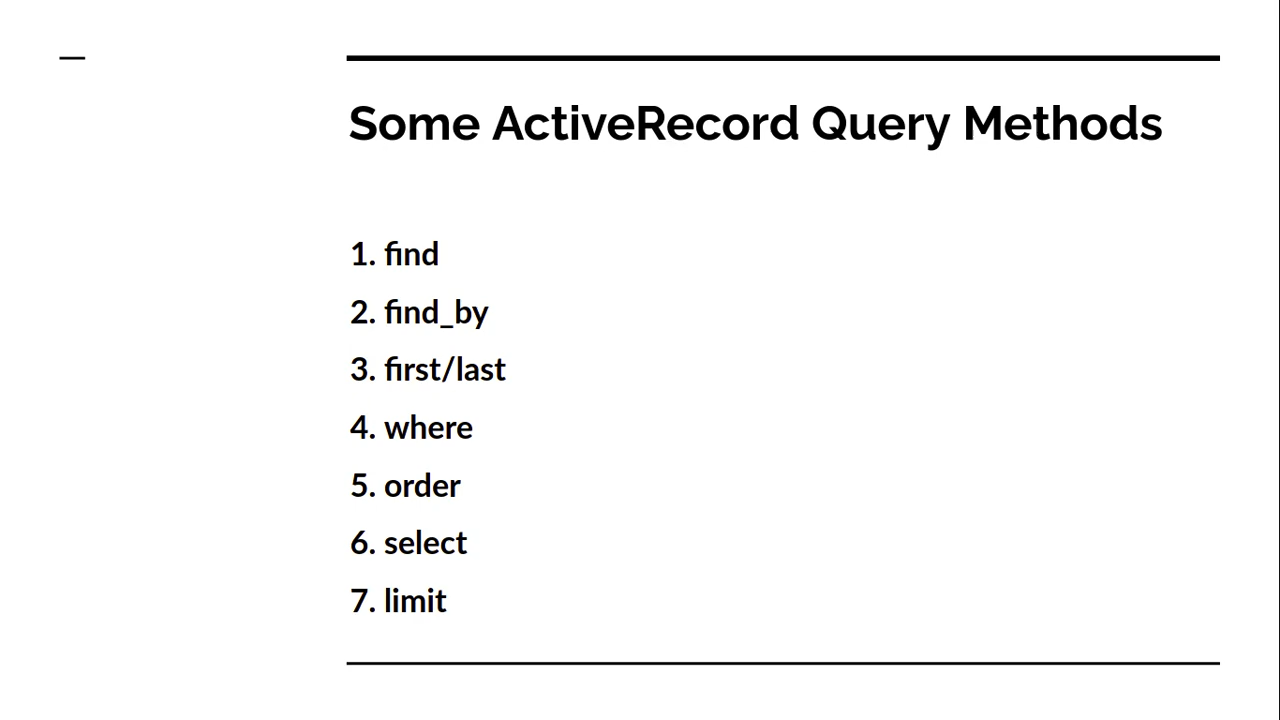 Some ActiveRecord Query Methods
1. find
2. find_by
3. first/last
4. where
5. order
6. select
7. limit